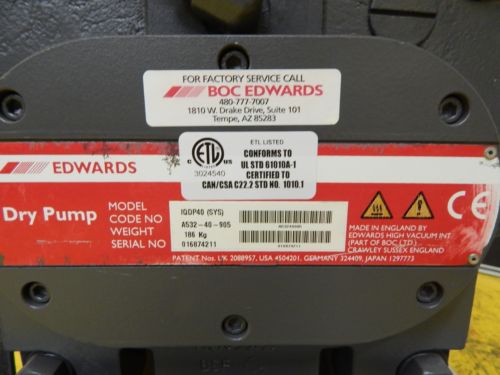 FOR FACTORY SERVICE CALL
BOC EDWARDS
480-777-7007
1810 W. Drake Drive, Suite 101
Tempe, AZ 85283
ETL LISTED
CONFORMS TO
UL STD 61010A-1
CERTIFIED TO
CAN/CSA C22.2 STD NO. 1010.1
C ETL US
3024540
EDWARDS
Dry Pump
MODEL IQDP40 (SYS)
CODE NO A532-40-905
WEIGHT 186 Kg
SERIAL NO 016874211
016874211
MADE IN ENGLAND BY
EDWARDS HIGH VACUUM INT
(PART OF BOC LTD)
CRAWLEY SUSSEX ENGLAND
PATENT Nos. U.K 2088957, USA 4504201, GERMANY 324409, JAPAN 1297773